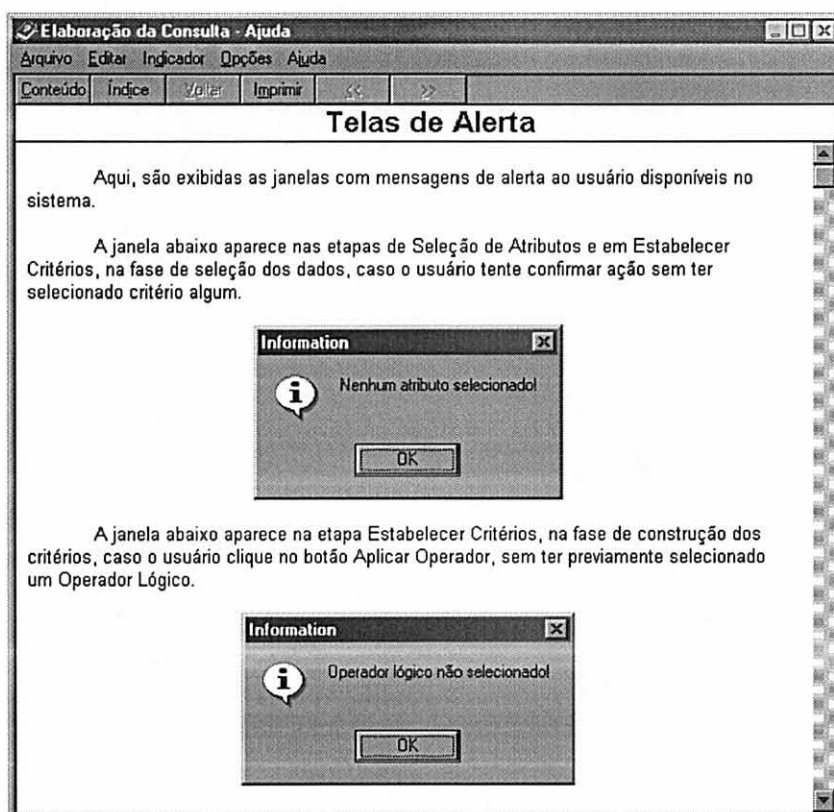 Elaboração da Consulta - Ajuda
Arquivo Editar Indicador Opções Ajuda
Conteúdo Índice Voltar Imprimir << >>
Telas de Alerta
Aqui, são exibidas as janelas com mensagens de alerta ao usuário disponíveis no
sistema.
A janela abaixo aparece nas etapas de Seleção de Atributos e em Estabelecer
Critérios, na fase de seleção dos dados, caso o usuário tente confirmar ação sem ter
selecionado critério algum.
Information
Nenhum atributo selecionado!
OK
A janela abaixo aparece na etapa Estabelecer Critérios, na fase de construção dos
critérios, caso o usuário clique no botão Aplicar Operador, sem ter previamente selecionado
um Operador Lógico.
Information
Operador lógico não selecionado!
OK